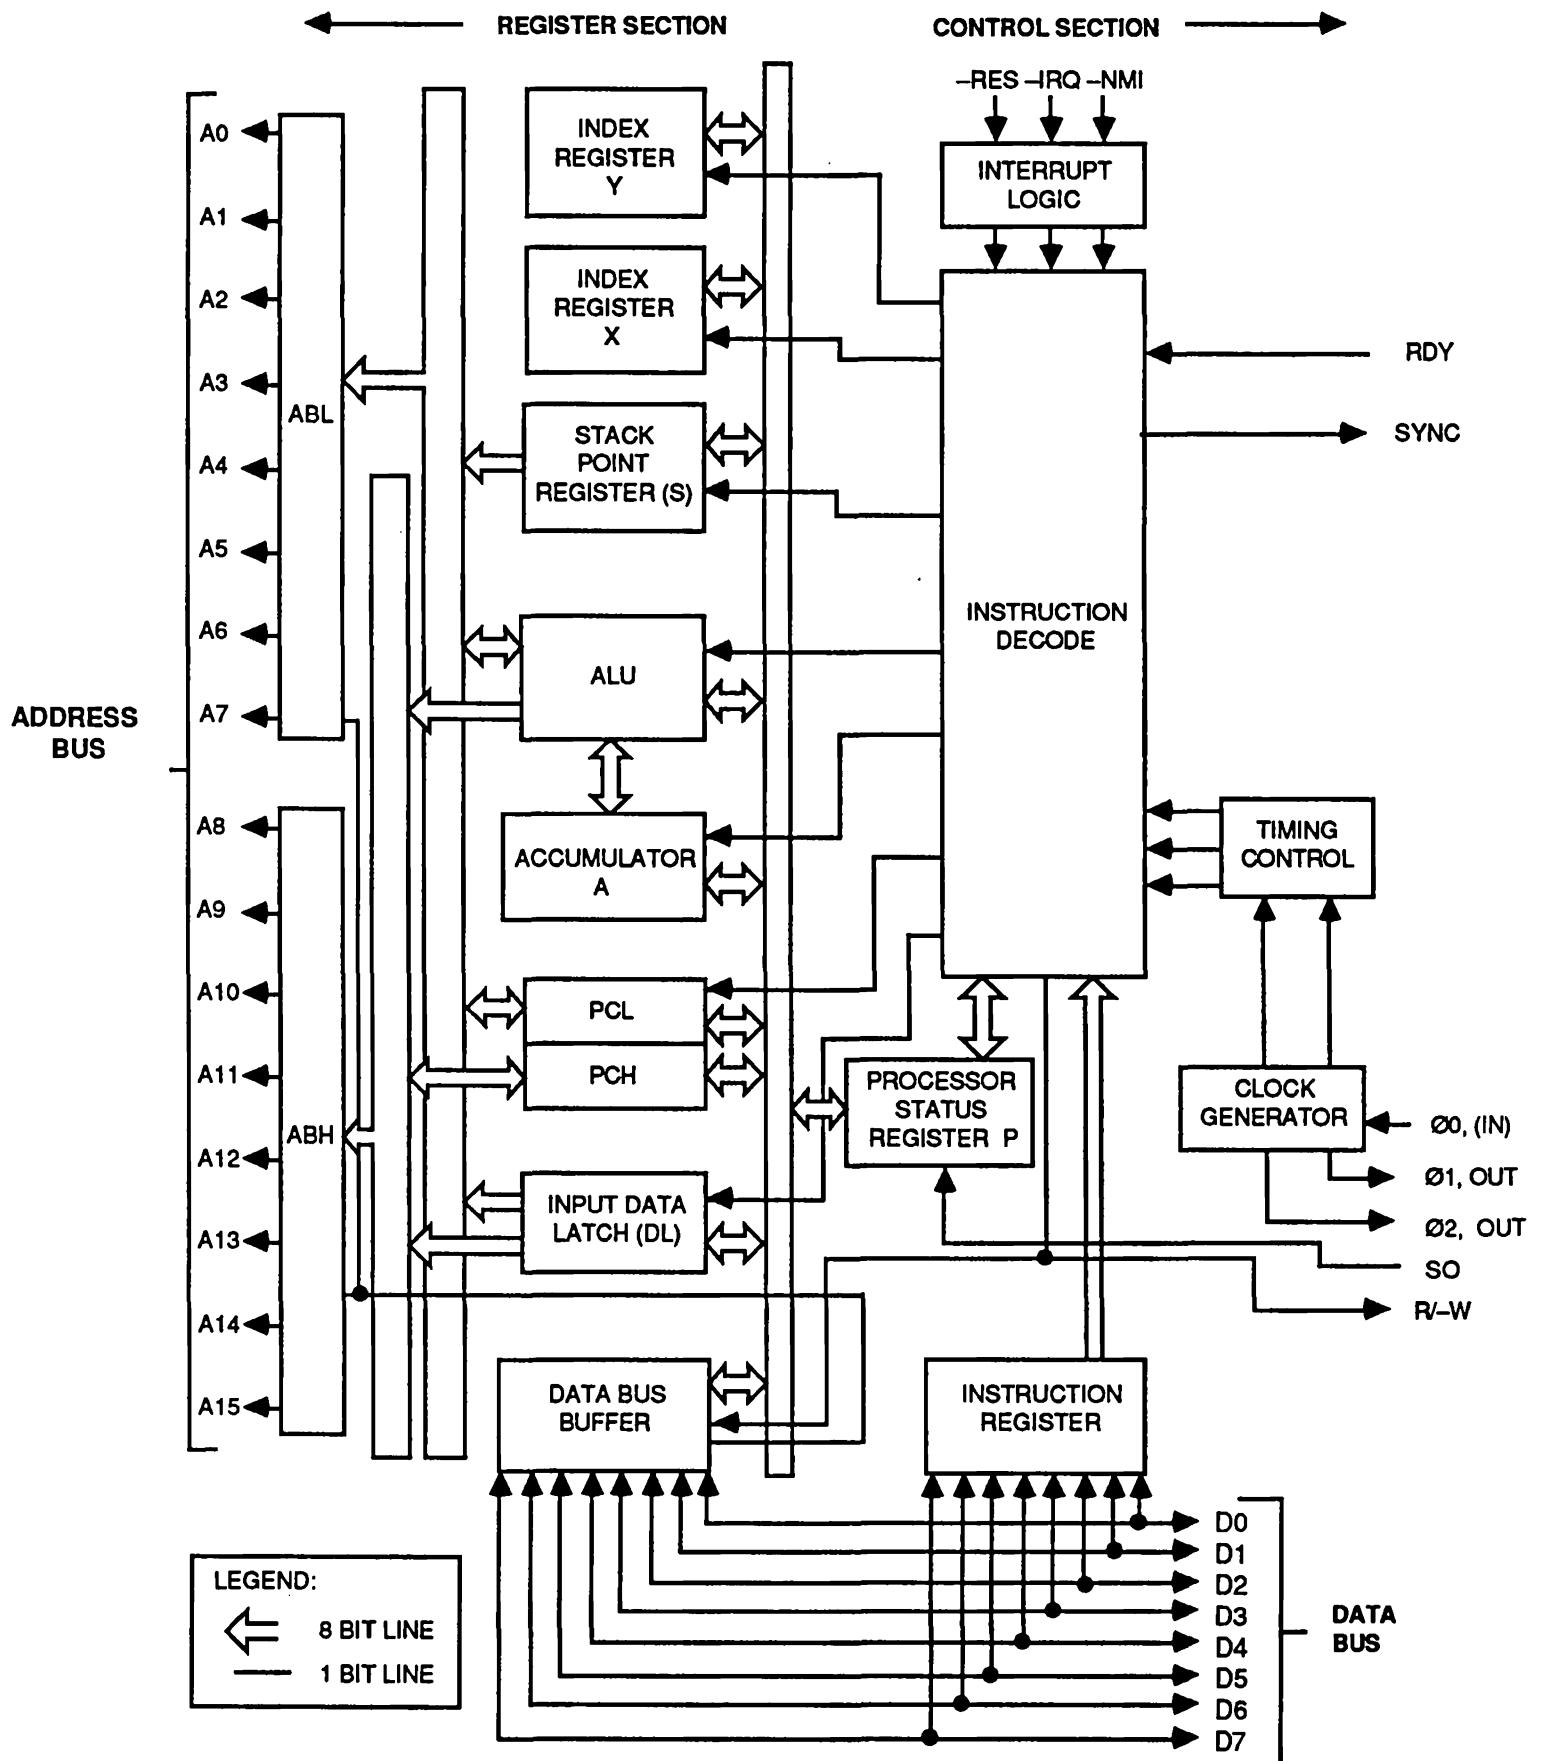 REGISTER SECTION
CONTROL SECTION
–RES –IRQ –NMI
INTERRUPT
LOGIC
INDEX
REGISTER
Y
INDEX
REGISTER
X
STACK
POINT
REGISTER (S)
ALU
ACCUMULATOR
A
PCL
PCH
INPUT DATA
LATCH (DL)
DATA BUS
BUFFER
INSTRUCTION
DECODE
PROCESSOR
STATUS
REGISTER P
INSTRUCTION
REGISTER
TIMING
CONTROL
CLOCK
GENERATOR
RDY
SYNC
Ø0, (IN)
Ø1, OUT
Ø2, OUT
SO
R/–W
ADDRESS
BUS
A0
A1
A2
A3
A4
A5
A6
A7
A8
A9
A10
A11
A12
A13
A14
A15
ABL
ABH
D0
D1
D2
D3
D4
D5
D6
D7
DATA
BUS
LEGEND:
8 BIT LINE
1 BIT LINE